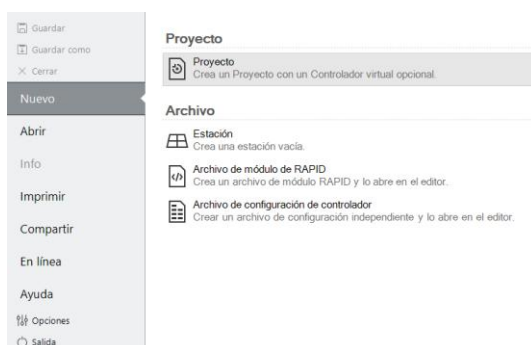 Guardar
Guardar como
Cerrar
Nuevo
Abrir
Info
Imprimir
Compartir
En línea
Ayuda
Opciones
Salida
Proyecto
Proyecto
Crea un Proyecto con un Controlador virtual opcional.
Archivo
Estación
Crea una estación vacía.
Archivo de módulo de RAPID
Crea un archivo de módulo RAPID y lo abre en el editor.
Archivo de configuración de controlador
Crear un archivo de configuración independiente y lo abre en el editor.